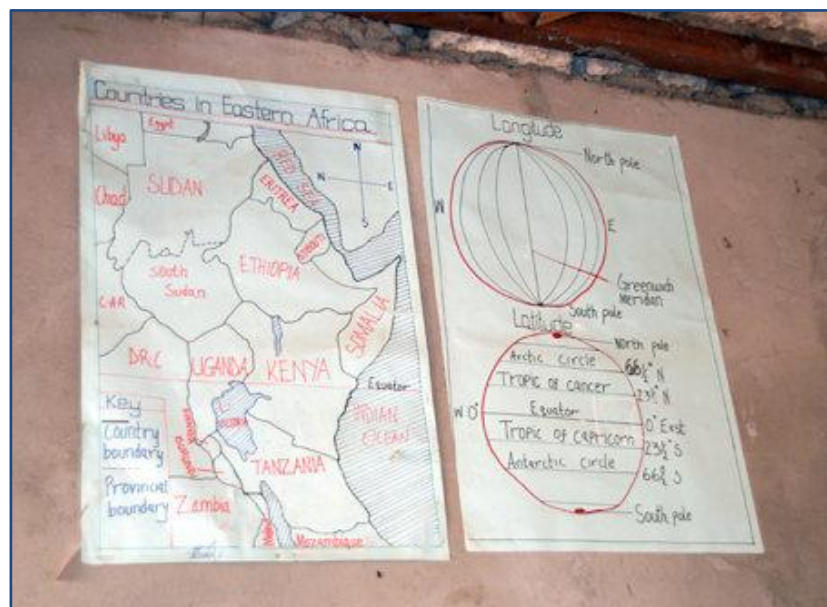 Countries in Eastern Africa
Libya
Egypt
RED SEA
N
E
S
Chad
SUDAN
ERITREA
DJIBOUTI
ETHIOPIA
South
Sudan
CAR
SOMALIA
DRC
UGANDA
KENYA
Equator
INDIAN
OCEAN
Key
Country
boundary
Provincial
boundary
L.
VICTORIA
RWANDA
BURUNDI
TANZANIA
Zambia
Mozambique
Longitude
North pole
W
E
Greenwich
Meridian
South pole
Latitude
North pole
Arctic circle 66½° N
Tropic of cancer 23½° N
W 0° Equator 0° East
Tropic of capricorn 23½° S
Antarctic circle
South pole